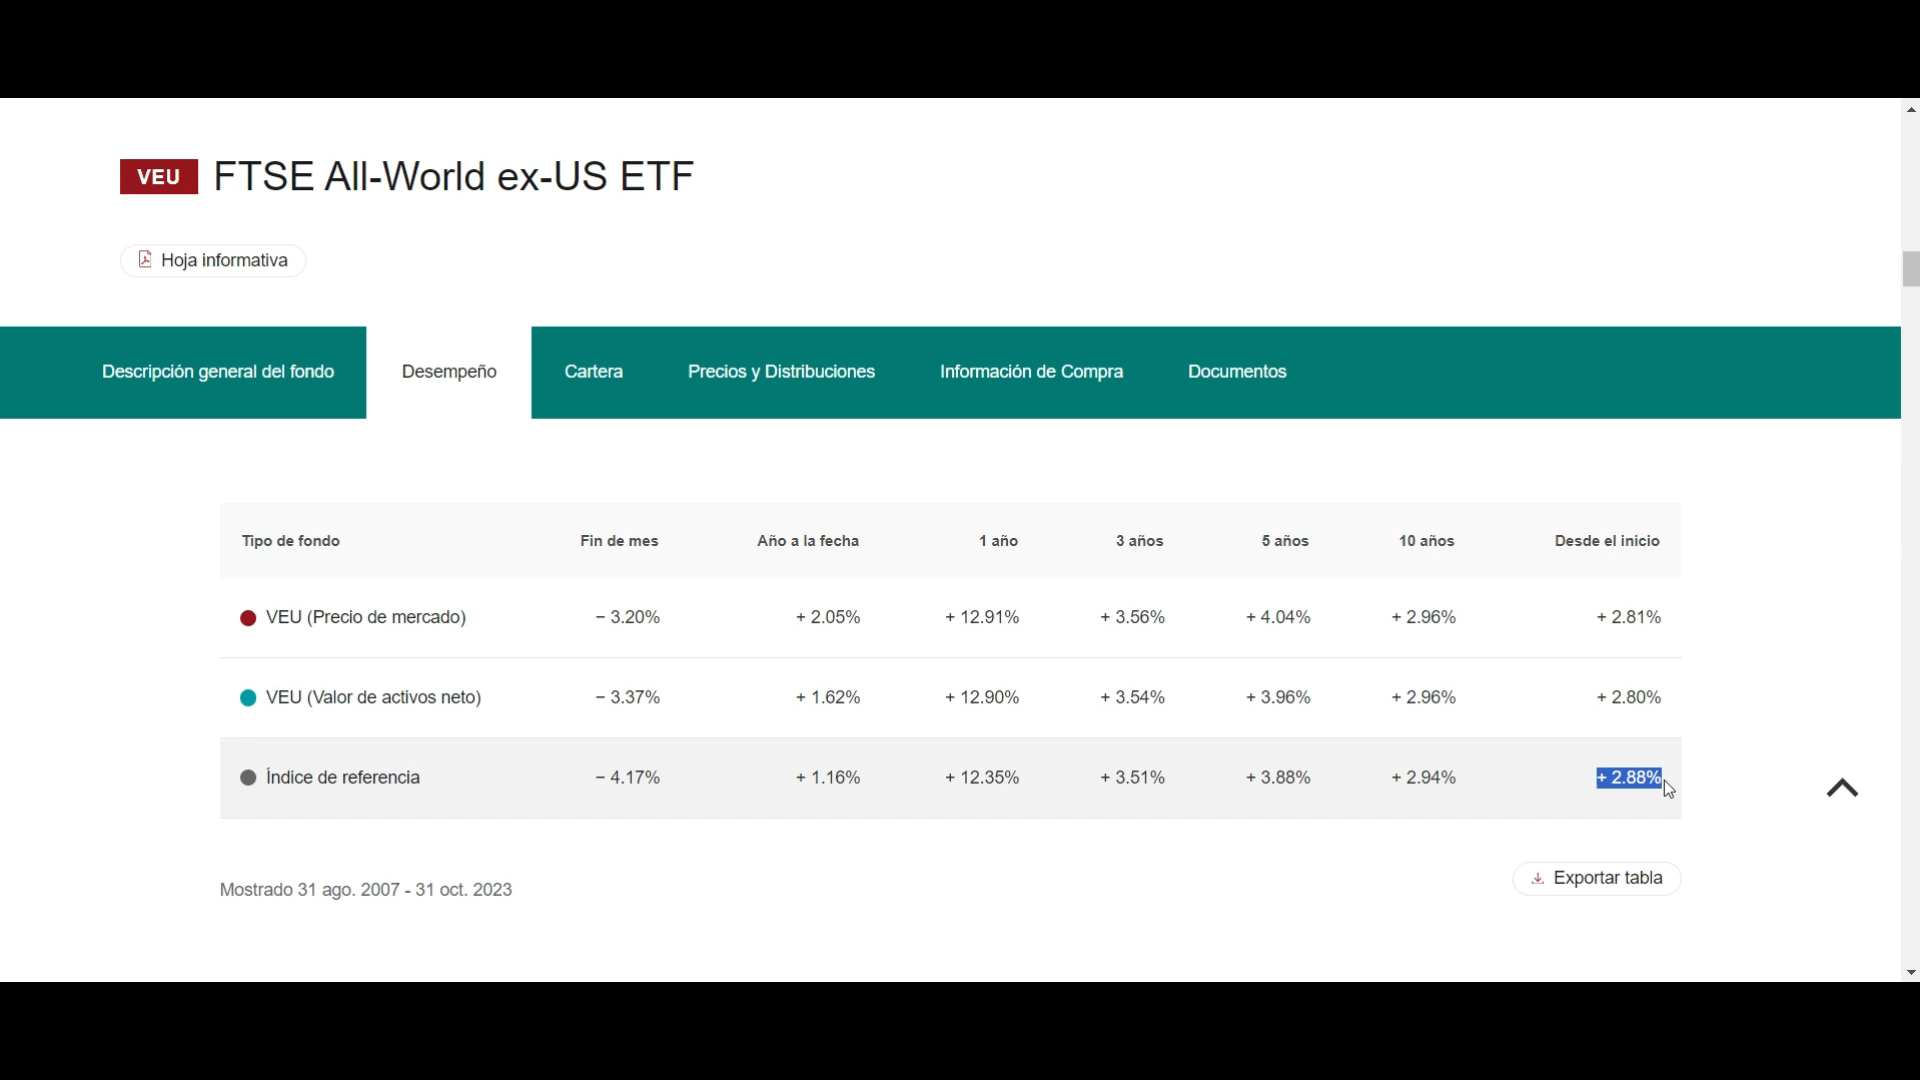 VEU FTSE All-World ex-US ETF
Hoja informativa
Descripción general del fondo Desempeño Cartera Precios y Distribuciones Información de Compra Documentos
Tipo de fondo Fin de mes Año a la fecha 1 año 3 años 5 años 10 años Desde el inicio
VEU (Precio de mercado) − 3.20% + 2.05% + 12.91% + 3.56% + 4.04% + 2.96% + 2.81%
VEU (Valor de activos neto) − 3.37% + 1.62% + 12.90% + 3.54% + 3.96% + 2.96% + 2.80%
Índice de referencia − 4.17% + 1.16% + 12.35% + 3.51% + 3.88% + 2.94% + 2.88%
Exportar tabla
Mostrado 31 ago. 2007 - 31 oct. 2023